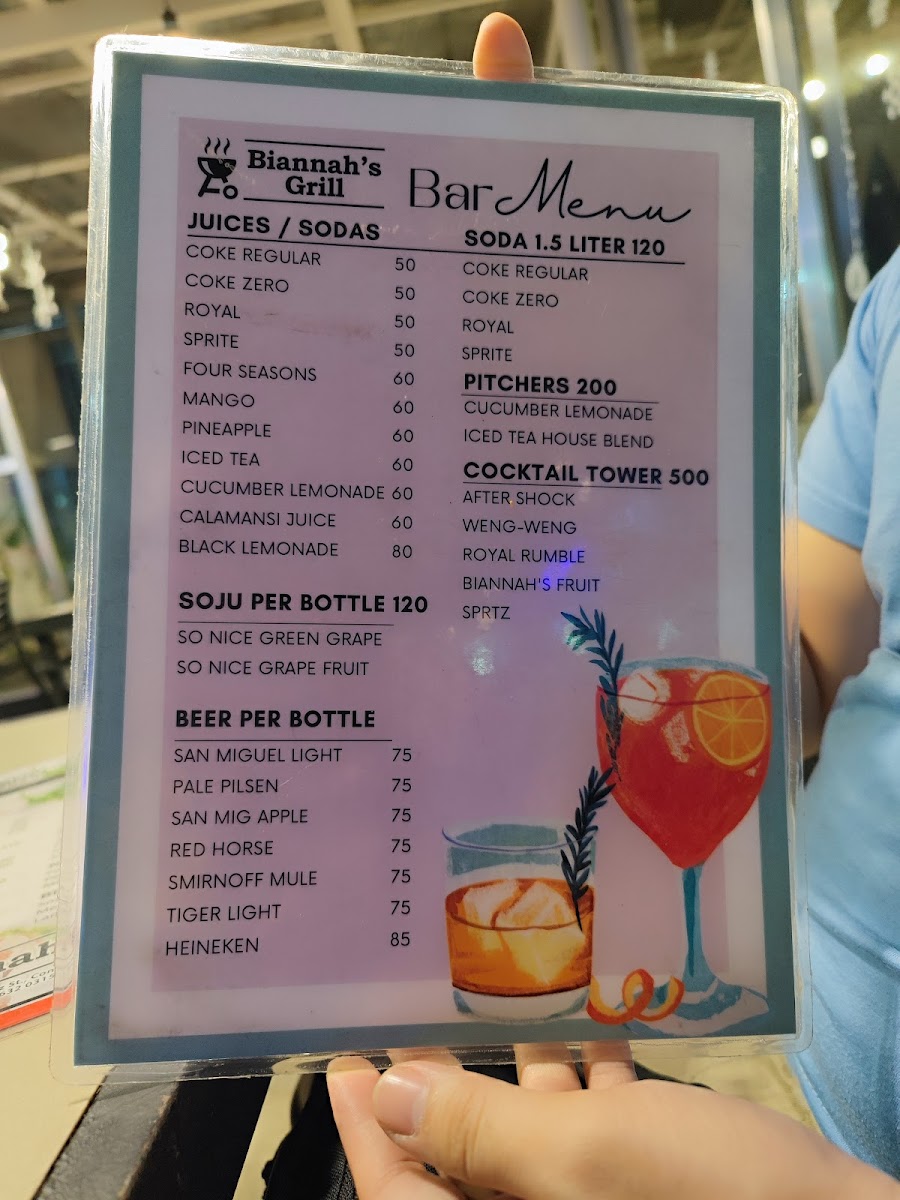 Biannah's
Grill
Bar Menu
JUICES / SODAS
COKE REGULAR 50
COKE ZERO 50
ROYAL 50
SPRITE 50
FOUR SEASONS 60
MANGO 60
PINEAPPLE 60
ICED TEA 60
CUCUMBER LEMONADE 60
CALAMANSI JUICE 60
BLACK LEMONADE 80
SOJU PER BOTTLE 120
SO NICE GREEN GRAPE
SO NICE GRAPE FRUIT
BEER PER BOTTLE
SAN MIGUEL LIGHT 75
PALE PILSEN 75
SAN MIG APPLE 75
RED HORSE 75
SMIRNOFF MULE 75
TIGER LIGHT 75
HEINEKEN 85
SODA 1.5 LITER 120
COKE REGULAR
COKE ZERO
ROYAL
SPRITE
PITCHERS 200
CUCUMBER LEMONADE
ICED TEA HOUSE BLEND
COCKTAIL TOWER 500
AFTER SHOCK
WENG-WENG
ROYAL RUMBLE
BIANNAH'S FRUIT
SPRTZ